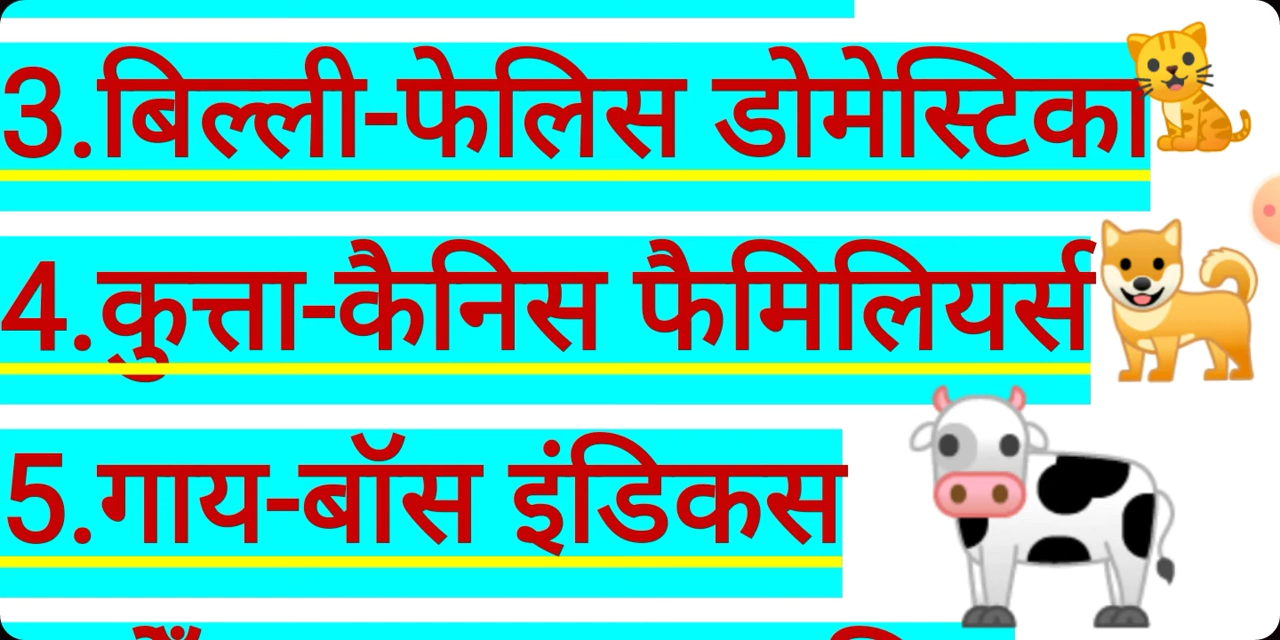 3.बिल्ली-फेलिस डोमेस्टिका
4.कुत्ता-कैनिस फैमिलियर्स
5.गाय-बॉस इंडिकस